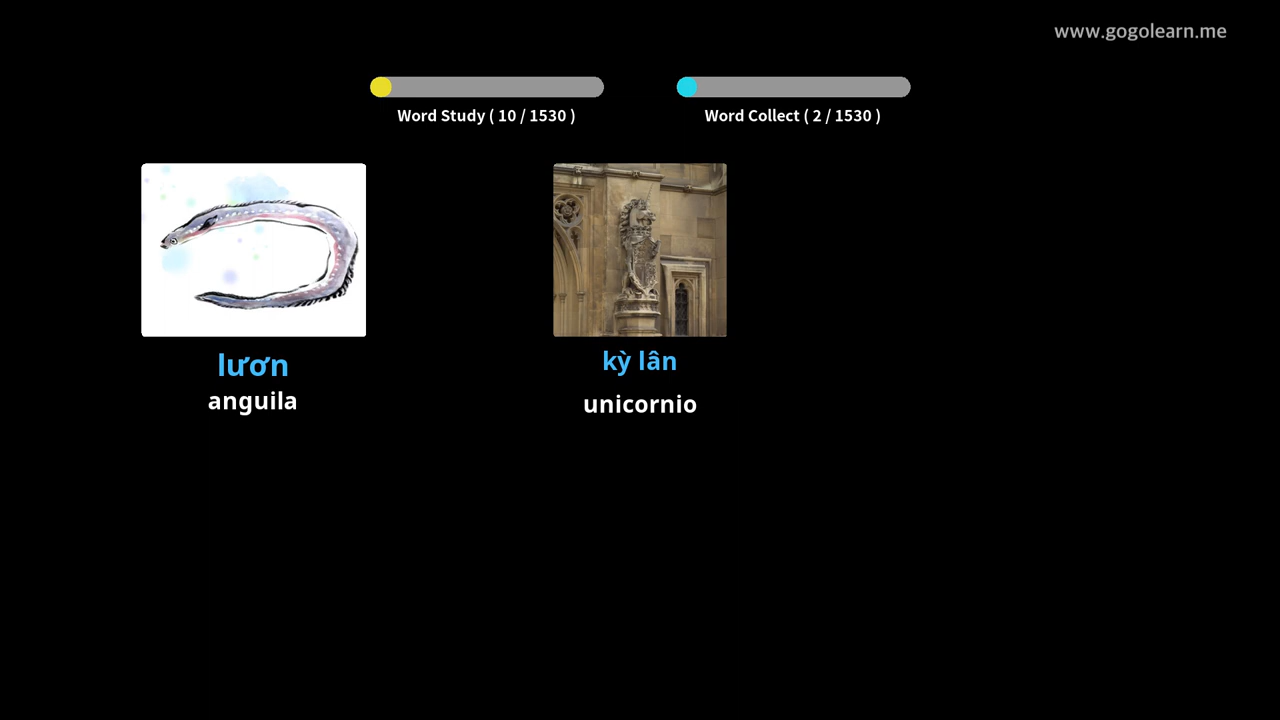 www.gogolearn.me
Word Study ( 10 / 1530 )
Word Collect ( 2 / 1530 )
lươn
anguila
kỳ lân
unicornio